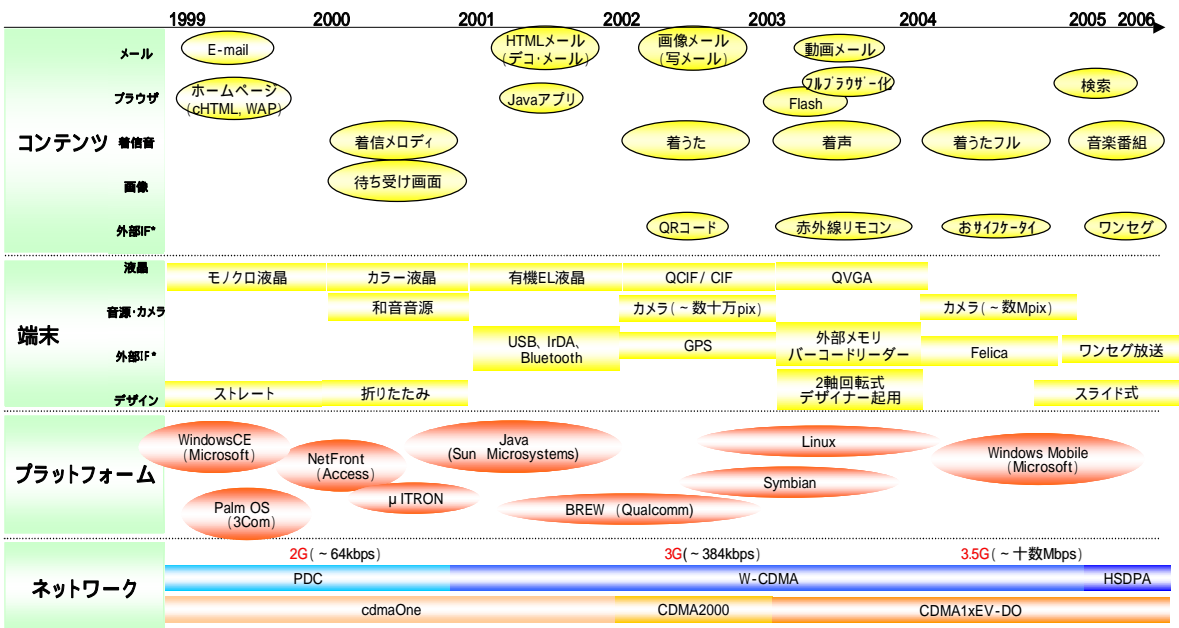 1999 2000 2001 2002 2003 2004 2005 2006
コンテンツ
メール
E-mail
HTMLメール
(デコ・メール)
画像メール
(写メール)
動画メール
ブラウザ
ホームページ
(cHTML, WAP)
Javaアプリ
フルブラウザー化
Flash
検索
着信音
着信メロディ
着うた
着声
着うたフル
音楽番組
画像
待ち受け画面
外部IF*
QRコード
赤外線リモコン
おサイフケータイ
ワンセグ
端末
液晶
モノクロ液晶
カラー液晶
有機EL液晶
QCIF/ CIF
QVGA
音源・カメラ
和音音源
カメラ(~数十万pix)
カメラ(~数Mpix)
外部IF*
USB、IrDA、
Bluetooth
GPS
外部メモリ
バーコードリーダー
Felica
ワンセグ放送
デザイン
ストレート
折りたたみ
2軸回転式
デザイナー起用
スライド式
プラットフォーム
WindowsCE
(Microsoft)
NetFront
(Access)
Java
(Sun Microsystems)
Linux
Windows Mobile
(Microsoft)
Palm OS
(3Com)
μITRON
BREW (Qualcomm)
Symbian
ネットワーク
2G(~64kbps)
3G(~384kbps)
3.5G(~十数Mbps)
PDC
W-CDMA
HSDPA
cdmaOne
CDMA2000
CDMA1xEV-DO